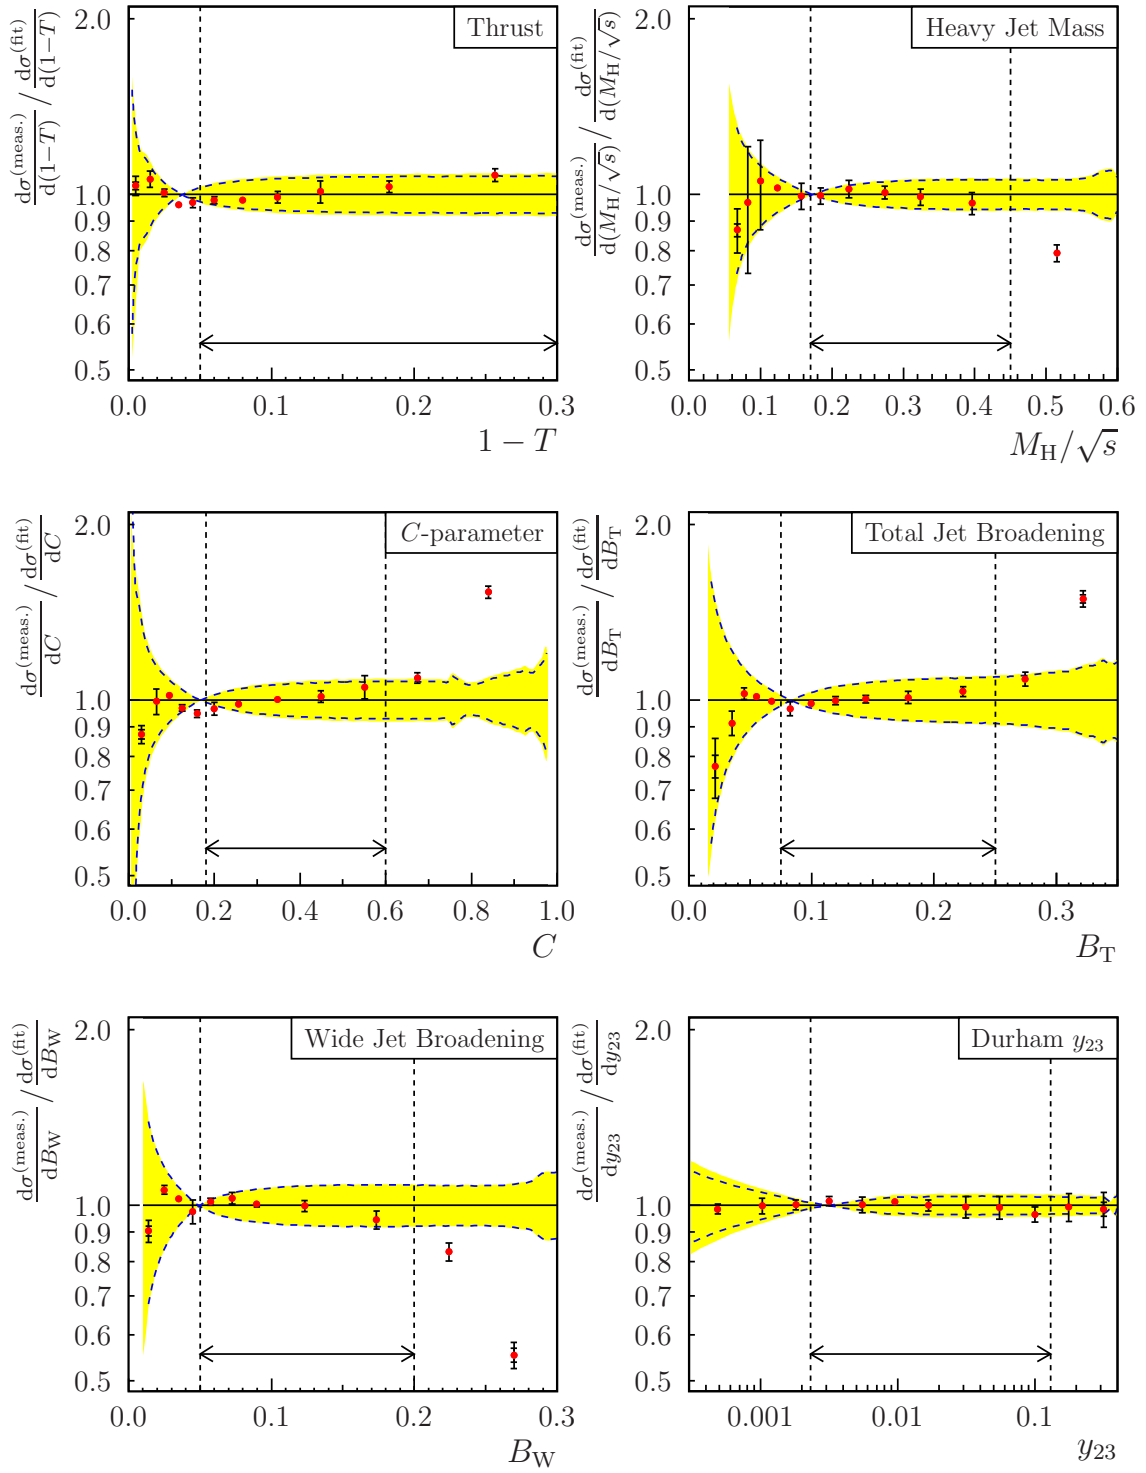 Thrust
dσ(meas.)/d(1−T) / dσ(fit)/d(1−T)
2.0
1.0
0.9
0.8
0.7
0.6
0.5
0.0 0.1 0.2 0.3
1 − T
Heavy Jet Mass
dσ(meas.)/d(M_H/√s) / dσ(fit)/d(M_H/√s)
2.0
1.0
0.9
0.8
0.7
0.6
0.5
0.0 0.1 0.2 0.3 0.4 0.5 0.6
M_H/√s
C-parameter
dσ(meas.)/dC / dσ(fit)/dC
2.0
1.0
0.9
0.8
0.7
0.6
0.5
0.0 0.2 0.4 0.6 0.8 1.0
C
Total Jet Broadening
dσ(meas.)/dB_T / dσ(fit)/dB_T
2.0
1.0
0.9
0.8
0.7
0.6
0.5
0.0 0.1 0.2 0.3
B_T
Wide Jet Broadening
dσ(meas.)/dB_W / dσ(fit)/dB_W
2.0
1.0
0.9
0.8
0.7
0.6
0.5
0.0 0.1 0.2 0.3
B_W
Durham y_23
dσ(meas.)/dy_23 / dσ(fit)/dy_23
2.0
1.0
0.9
0.8
0.7
0.6
0.5
0.001 0.01 0.1
y_23